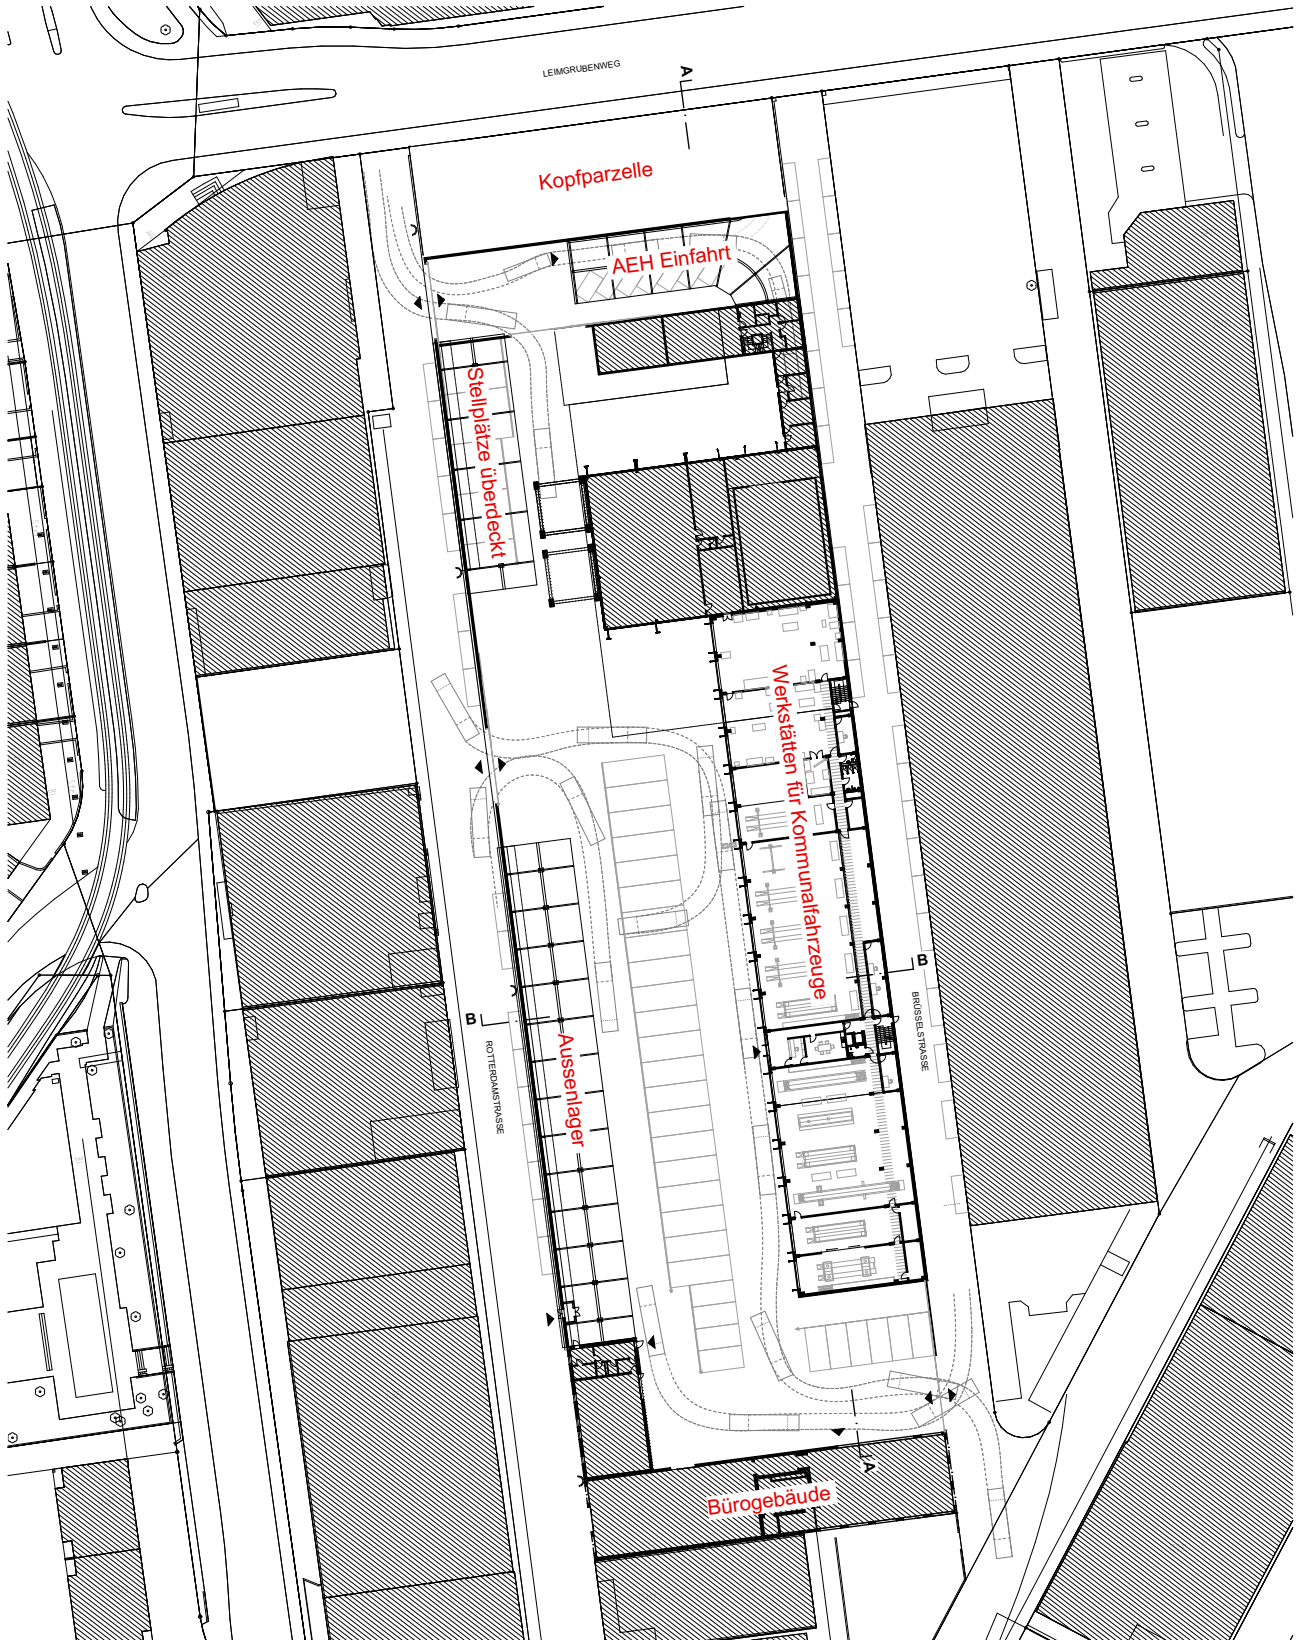 LEIMGRUBENWEG
A
Kopfparzelle
AEH Einfahrt
Stellplätze überdeckt
Werkstätten für Kommunalfahrzeuge
B
BRÜSSELSTRASSE
B
ROTTERDAMSTRASSE
Aussenlager
A
Bürogebäude